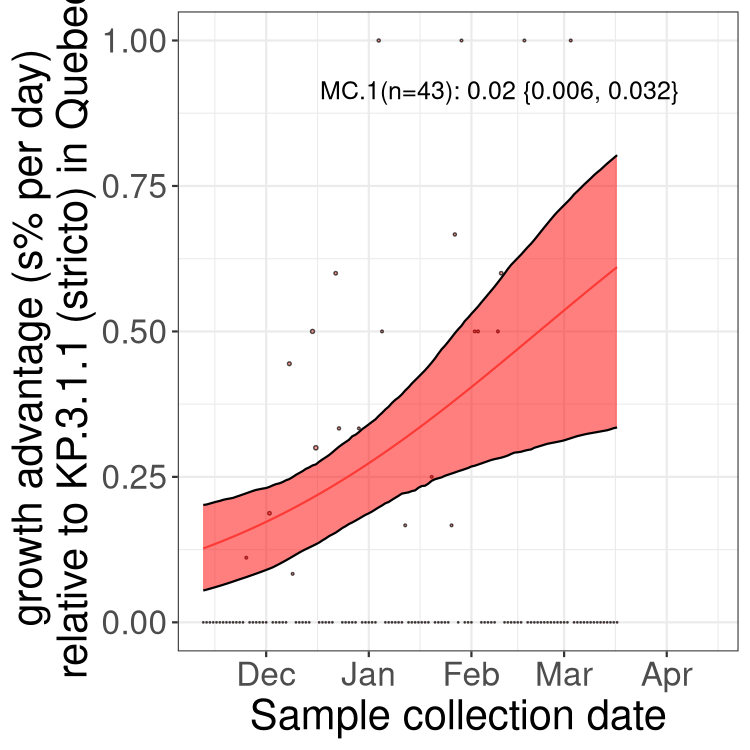 growth advantage (s% per day)
relative to KP.3.1.1 (stricto) in Quebec
1.00
0.75
0.50
0.25
0.00
MC.1(n=43): 0.02 {0.006, 0.032}
Dec Jan Feb Mar Apr
Sample collection date